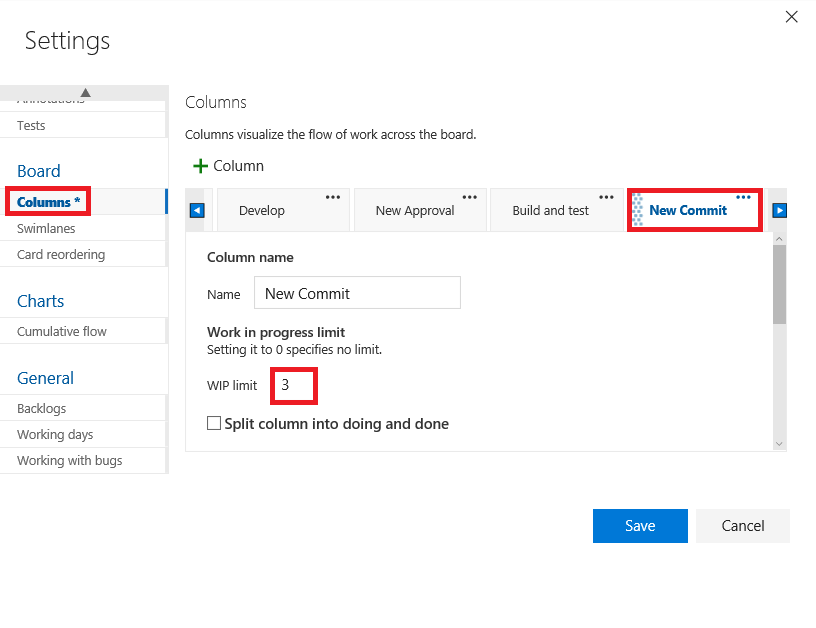 Settings
Annotations
Tests
Board
Columns *
Swimlanes
Card reordering
Charts
Cumulative flow
General
Backlogs
Working days
Working with bugs
Columns
Columns visualize the flow of work across the board.
+ Column
Develop ••• New Approval ••• Build and test ••• New Commit •••
Column name
Name New Commit
Work in progress limit
Setting it to 0 specifies no limit.
WIP limit 3
Split column into doing and done
Save Cancel